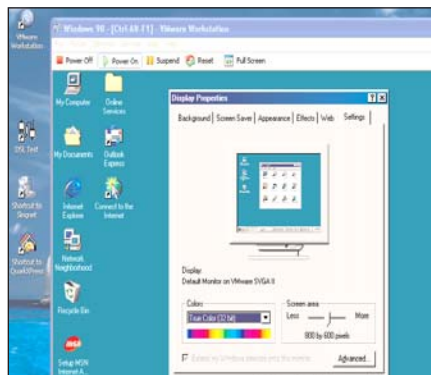 VMware
Workstation
Windows 98 - [Ctrl-Alt-F1] - VMware Workstation
Power Off
Power On
Suspend
Reset
Full Screen
My Computer
Online
Services
My Documents
Outlook
Express
DSL Test
Internet
Explorer
Connect to the
Internet
Shortcut to
Network
Neighborhood
Shortcut to
QuarkXPress
Recycle Bin
Setup MSN
Internet A...
Display Properties
Background
Screen Saver
Appearance
Effects
Web
Settings
Display:
Default Monitor on VMware SVGA II
Colors
True Color (32 bit)
Screen area
Less
More
800 by 600 pixels
Advanced...